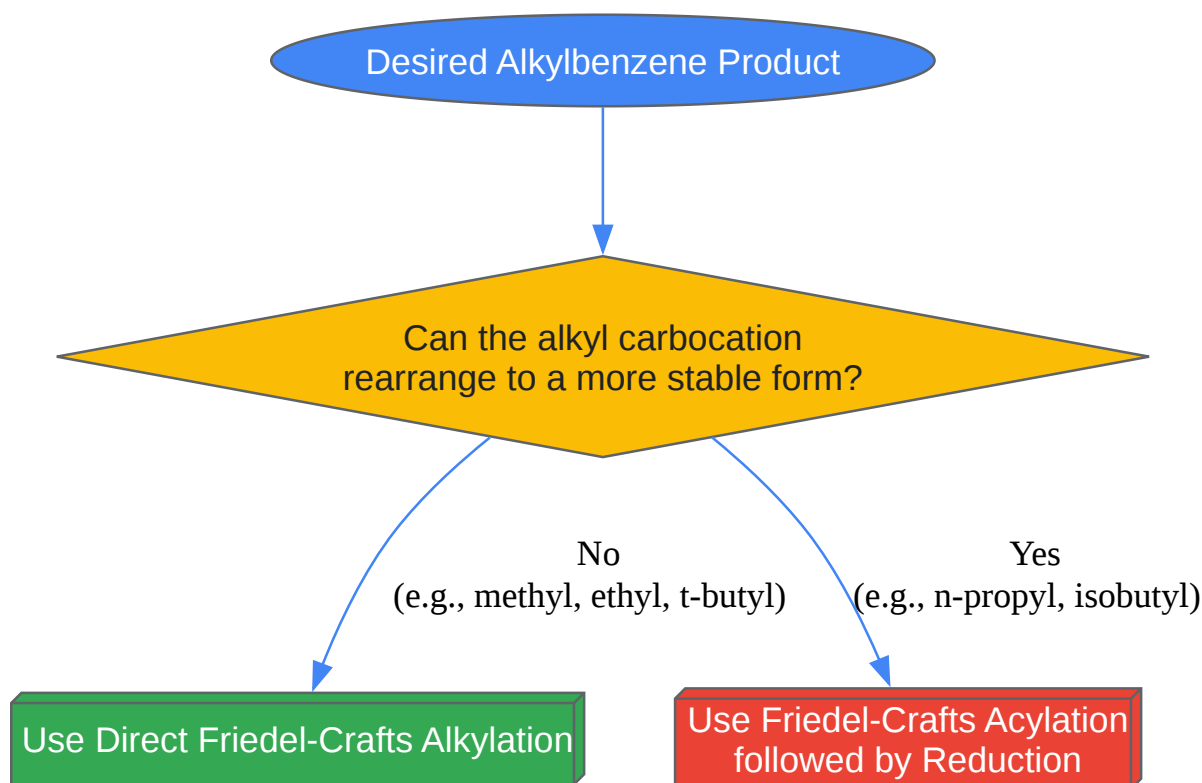 Desired Alkylbenzene Product
Can the alkyl carbocation
rearrange to a more stable form?
No
(e.g., methyl, ethyl, t-butyl)
Yes
(e.g., n-propyl, isobutyl)
Use Direct Friedel-Crafts Alkylation
Use Friedel-Crafts Acylation
followed by Reduction